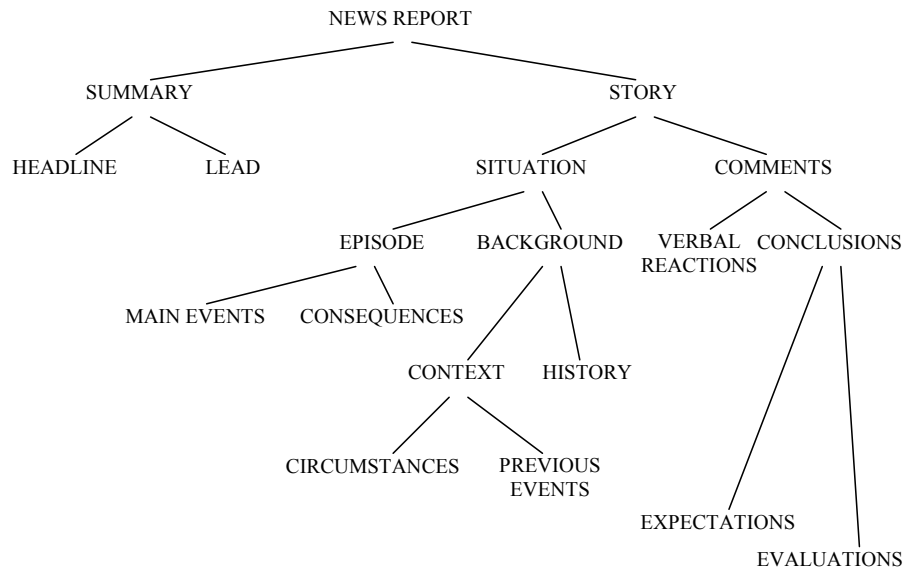 NEWS REPORT
SUMMARY
STORY
HEADLINE
LEAD
SITUATION
COMMENTS
EPISODE
BACKGROUND
VERBAL
REACTIONS
CONCLUSIONS
MAIN EVENTS
CONSEQUENCES
CONTEXT
HISTORY
CIRCUMSTANCES
PREVIOUS
EVENTS
EXPECTATIONS
EVALUATIONS